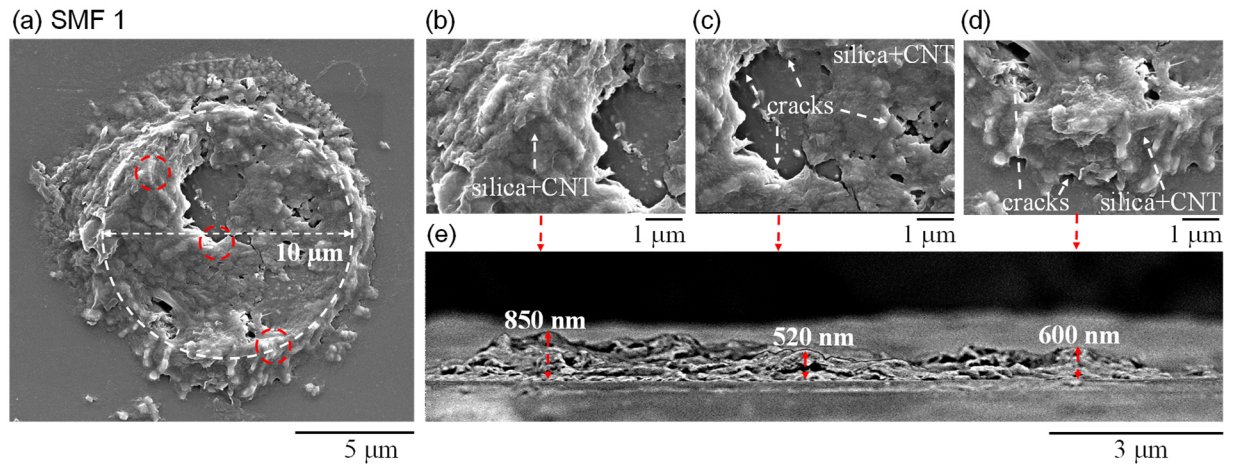 (a) SMF 1
(b)
(c)
(d)
10 μm
5 μm
silica+CNT
1 μm
silica+CNT
cracks
1 μm
cracks
silica+CNT
1 μm
(e)
850 nm
520 nm
600 nm
3 μm